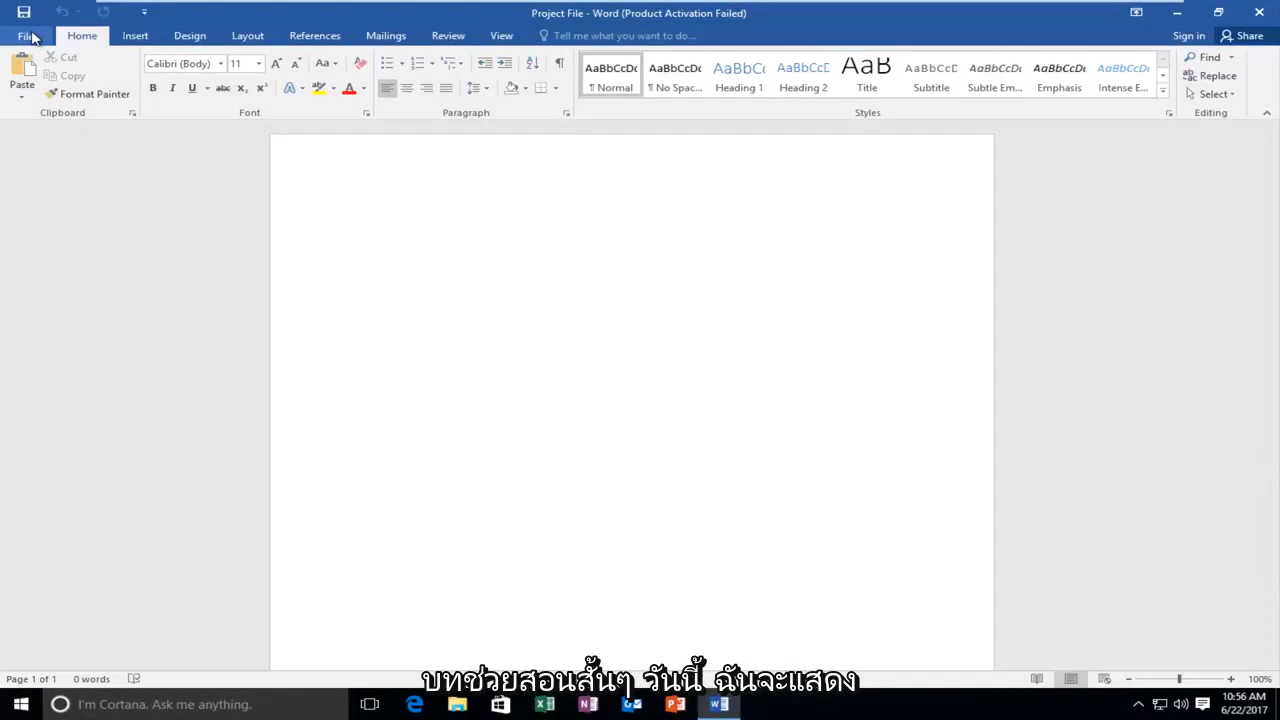 Project File - Word (Product Activation Failed)
File Home Insert Design Layout References Mailings Review View Tell me what you want to do... Sign in Share
Paste
Cut
Copy
Format Painter
Clipboard
Calibri (Body) 11 Aa
B I U abc X₂ X² A A
Font
Paragraph
AaBbCcDc AaBbCcDc AaBbCc AaBbCcD AaB AaBbCcD AaBbCcDc AaBbCcDc AaBbCcDc
¶ Normal ¶ No Spac... Heading 1 Heading 2 Title Subtitle Subtle Em... Emphasis Intense E...
Styles
Find
Replace
Select
Editing
บทช่วยสอนสั้นๆ วันนี้ ฉันจะแสดง
Page 1 of 1 0 words 100%
I'm Cortana. Ask me anything.
10:56 AM
6/22/2017